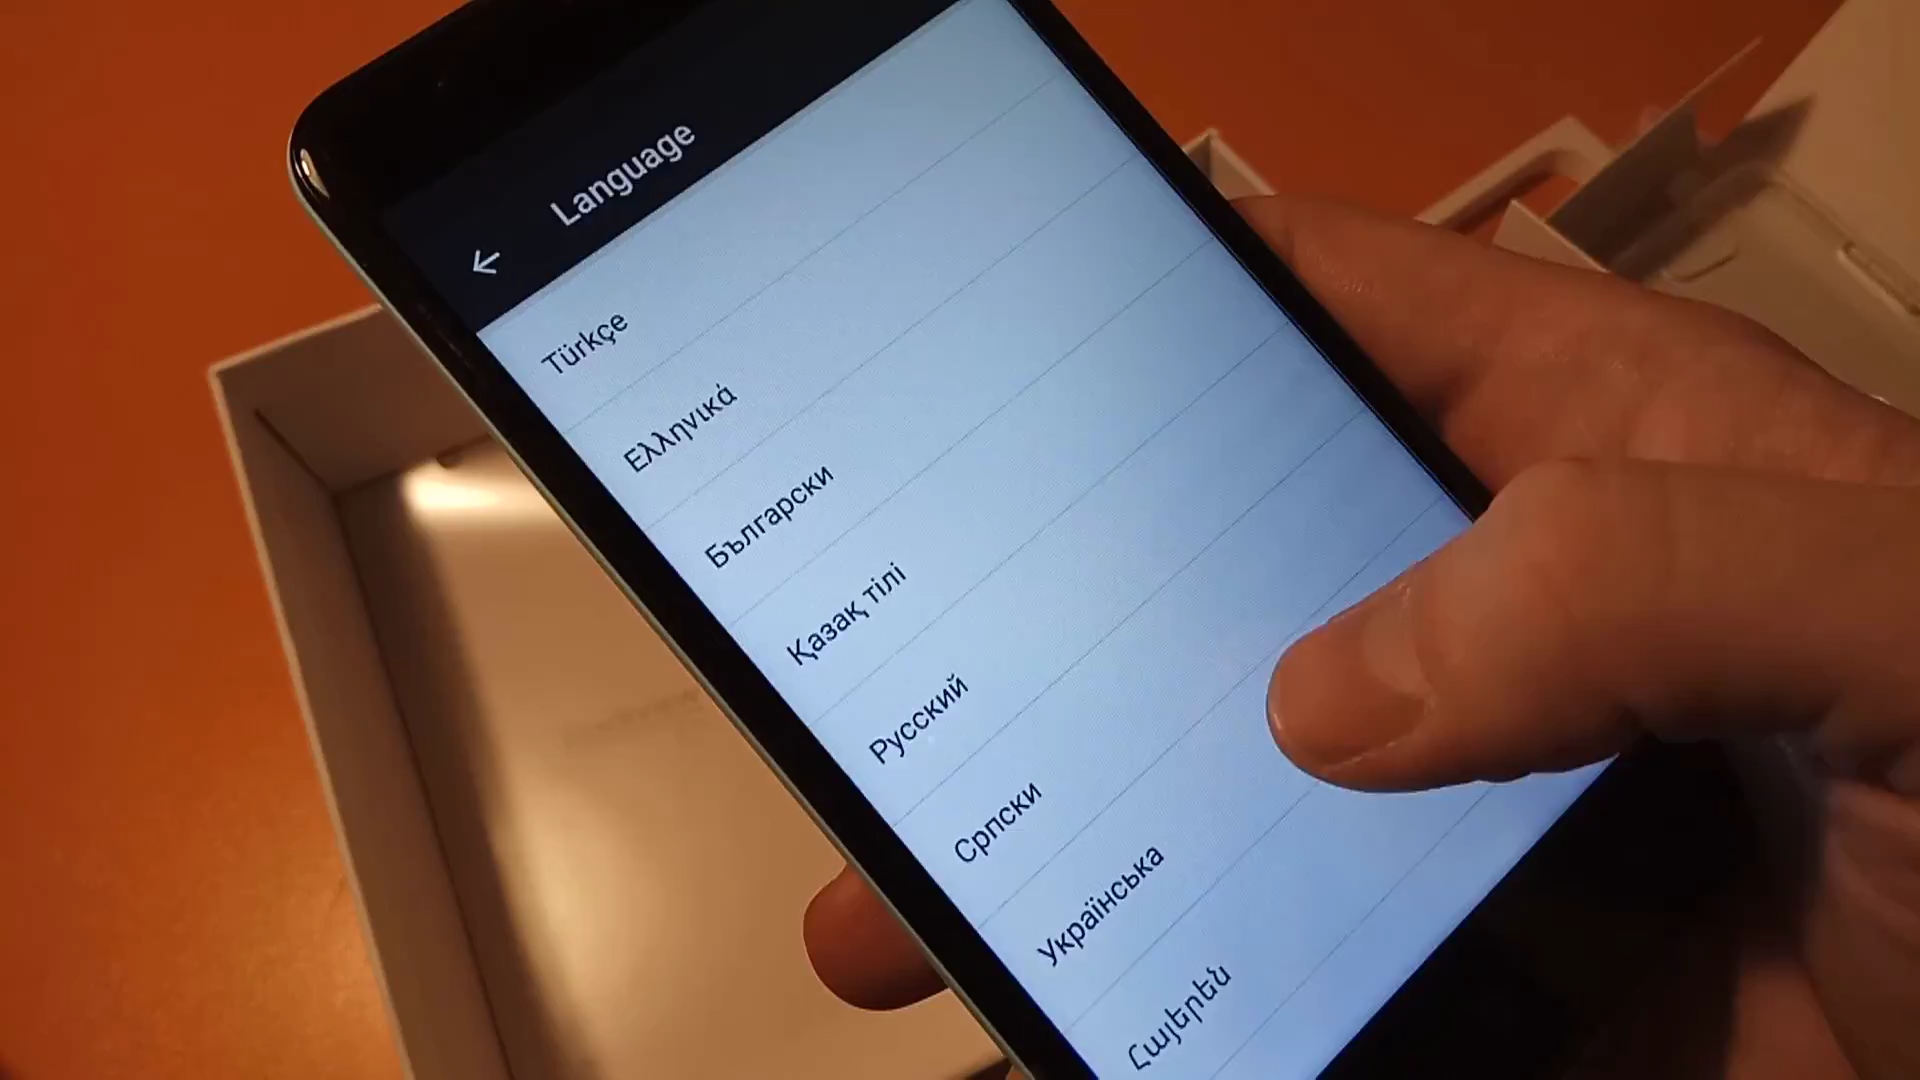 Language
Türkçe
Ελληνικά
Български
Қазақ тілі
Русский
Српски
Українська
Հայերեն